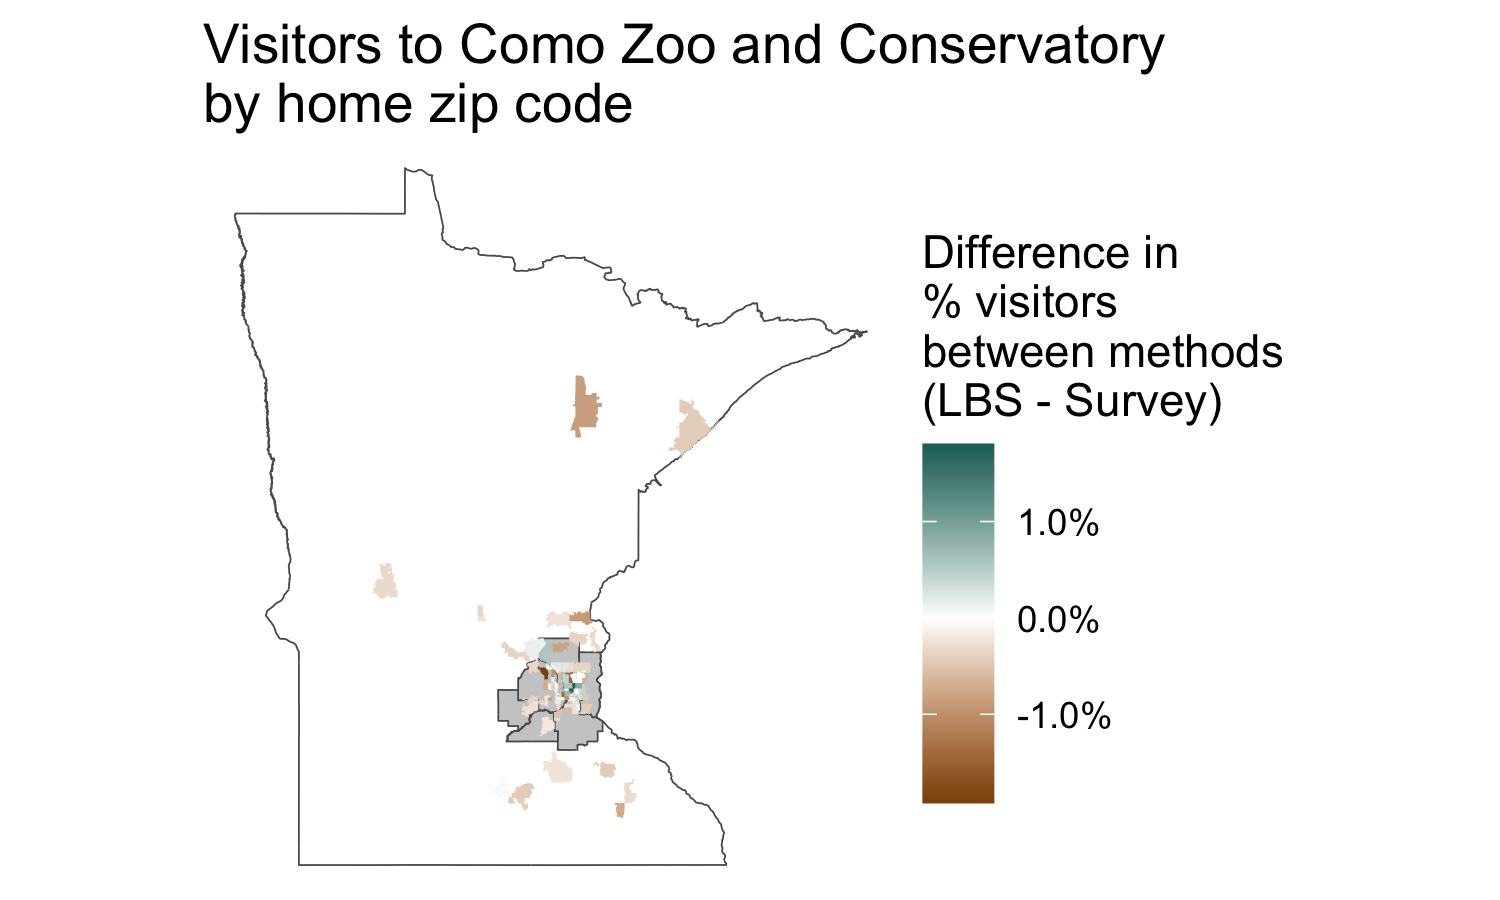 Visitors to Como Zoo and Conservatory
by home zip code
Difference in
% visitors
between methods
(LBS - Survey)
1.0%
0.0%
-1.0%